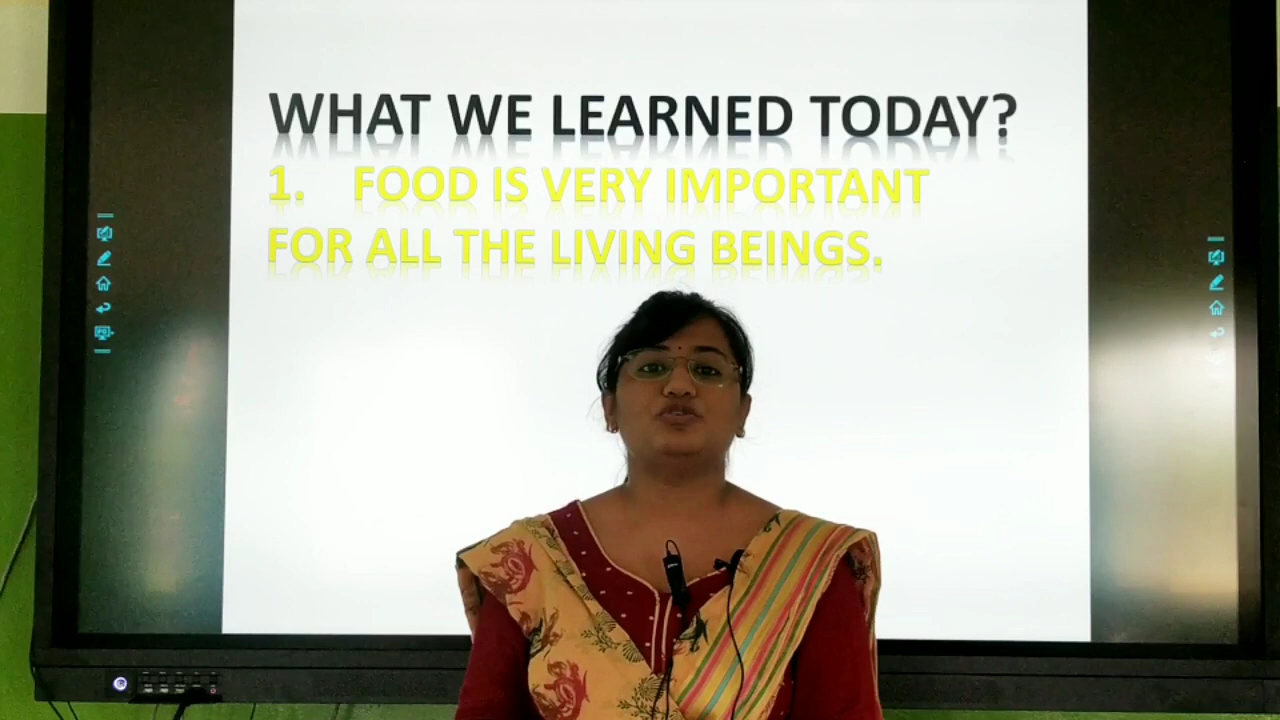 WHAT WE LEARNED TODAY?
1. FOOD IS VERY IMPORTANT
FOR ALL THE LIVING BEINGS.